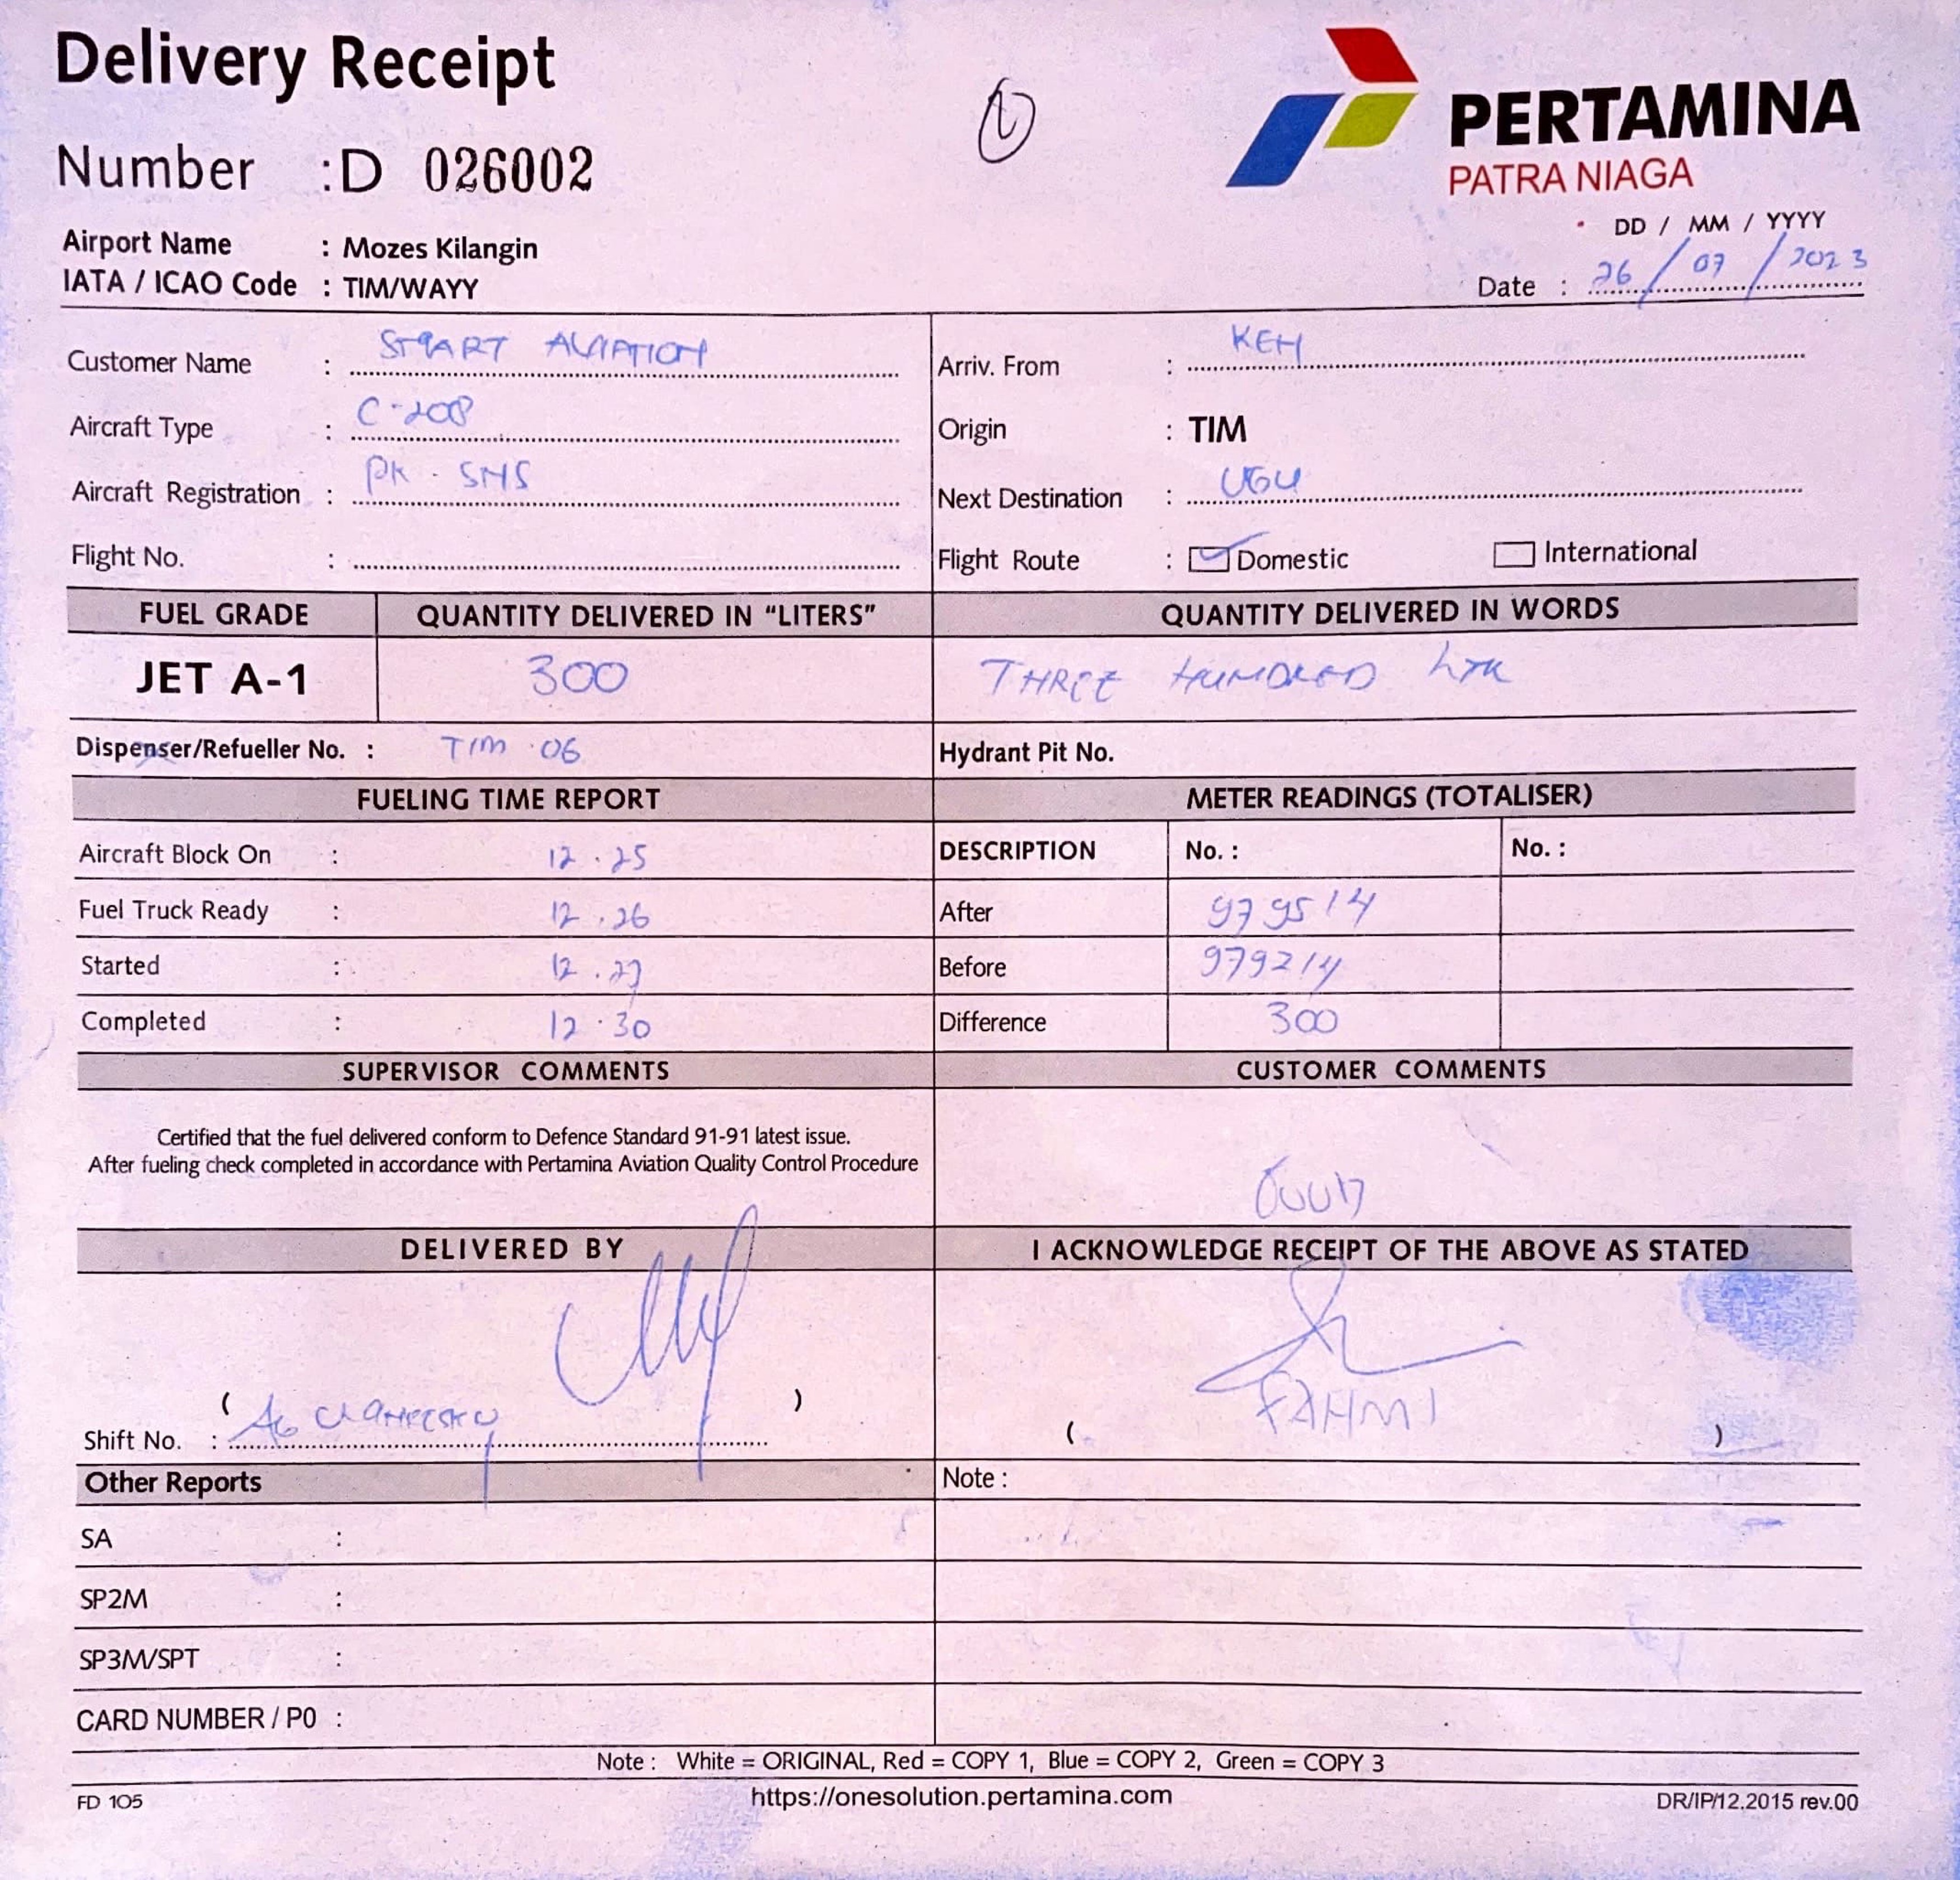 Delivery Receipt
Number : D 026002
PERTAMINA
PATRA NIAGA
Airport Name : Mozes Kilangin
IATA / ICAO Code : TIM/WAYY
DD / MM / YYYY
Date : 26 / 07 / 2023
Customer Name : SMART AVIATION
Arriv. From : KEH
Aircraft Type : C-208
Origin : TIM
Aircraft Registration : PK - SNS
Next Destination : UGU
Flight No. :
Flight Route : Domestic International
FUEL GRADE QUANTITY DELIVERED IN "LITERS" QUANTITY DELIVERED IN WORDS
JET A-1 300 THREE HUNDRED LTR
Dispenser/Refueller No. : TIM 06
Hydrant Pit No.
FUELING TIME REPORT METER READINGS (TOTALISER)
Aircraft Block On : 12.25
DESCRIPTION No. : No. :
Fuel Truck Ready : 12.26
After 979514
Started : 12.27
Before 979214
Completed : 12.30
Difference 300
SUPERVISOR COMMENTS CUSTOMER COMMENTS
Certified that the fuel delivered conform to Defence Standard 91-91 latest issue.
After fueling check completed in accordance with Pertamina Aviation Quality Control Procedure
DELIVERED BY I ACKNOWLEDGE RECEIPT OF THE ABOVE AS STATED
( )
FAHMI
Shift No. :
( )
Other Reports Note :
SA :
SP2M :
SP3M/SPT :
CARD NUMBER / P0 :
Note : White = ORIGINAL, Red = COPY 1, Blue = COPY 2, Green = COPY 3
FD 105 https://onesolution.pertamina.com DR/IP/12.2015 rev.00